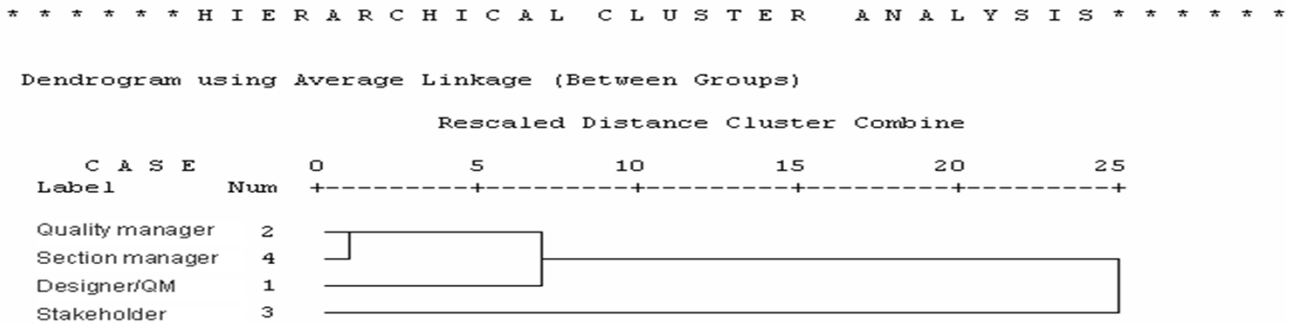 * * * * * * H I E R A R C H I C A L C L U S T E R A N A L Y S I S * * * * * *
Dendrogram using Average Linkage (Between Groups)
Rescaled Distance Cluster Combine
C A S E 0 5 10 15 20 25
Label Num +---------+---------+---------+---------+---------+
Quality manager 2
Section manager 4
Designer/QM 1
Stakeholder 3